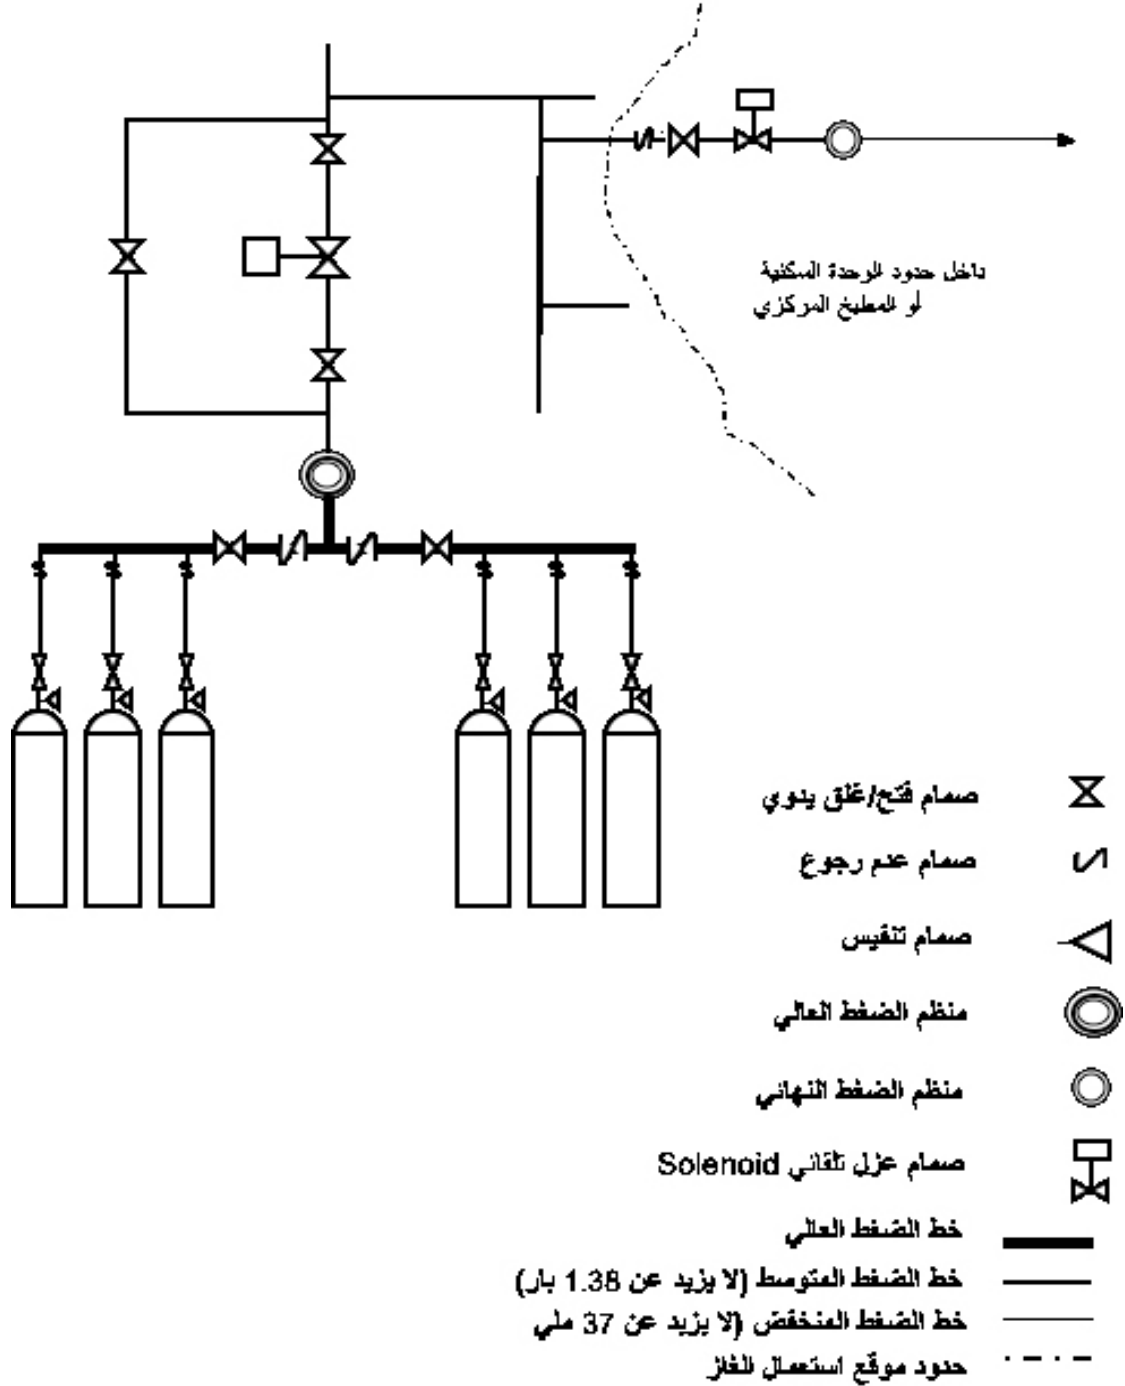 داخل حدود الوحدة السكنية
أو المطبخ المركزي
صمام فتح/غلق يدوي
صمام عدم رجوع
صمام تنفيس
منظم الضغط العالي
منظم الضغط النهائي
صمام عزل تلقائي Solenoid
خط الضغط العالي
خط الضغط المتوسط (لا يزيد عن 1.38 بار)
خط الضغط المنخفض (لا يزيد عن 37 ملي
حدود موقع استعمال الغاز